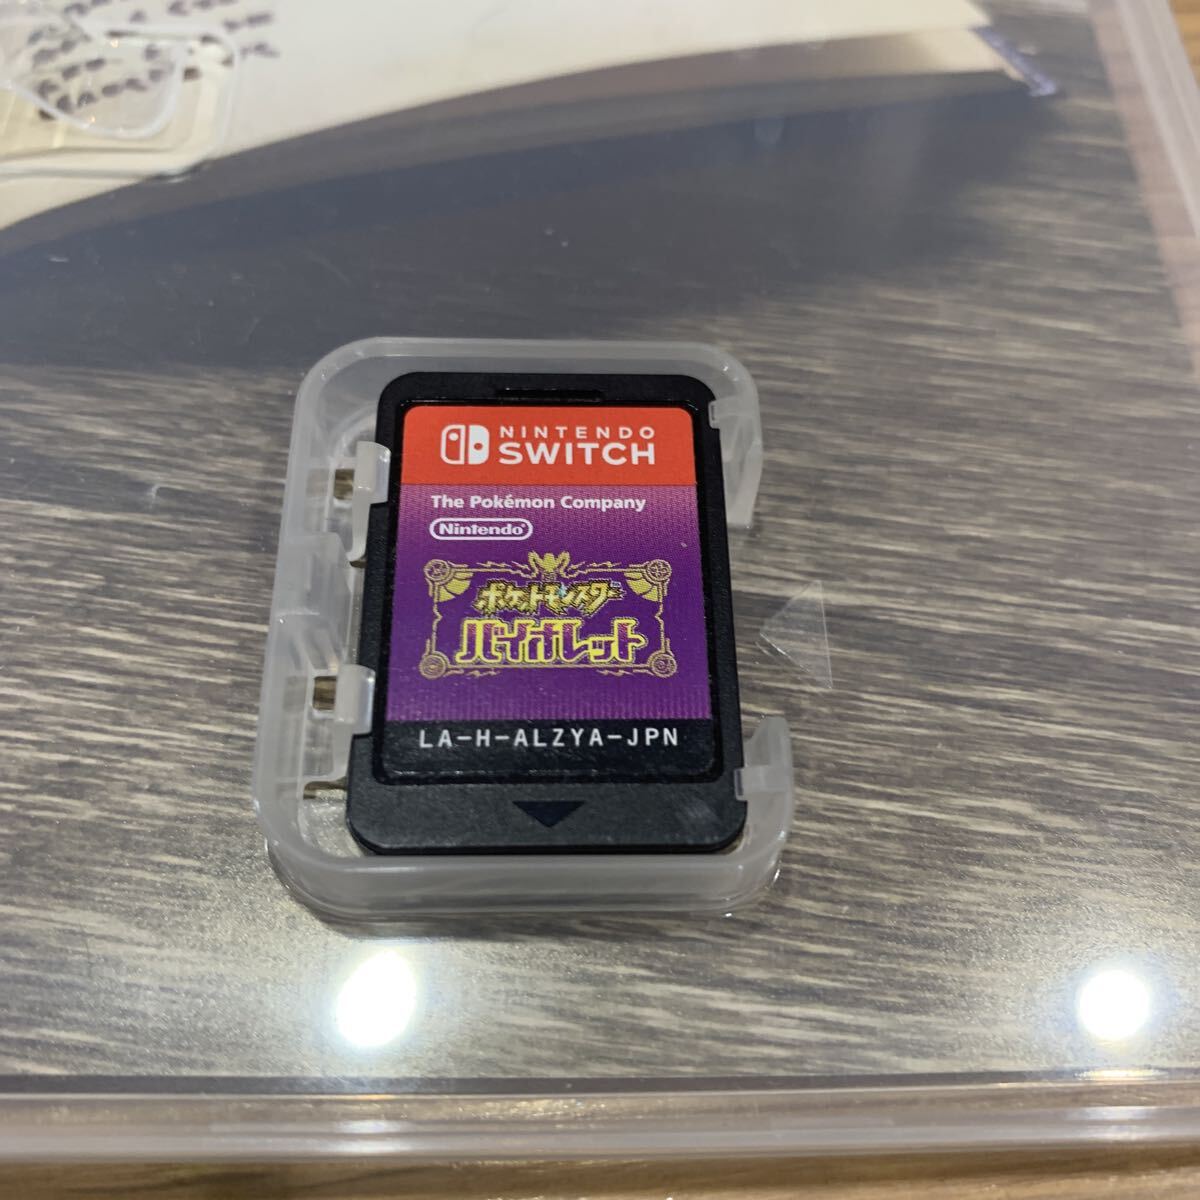 NINTENDO
SWITCH
The Pokémon Company
Nintendo
ポケットモンスター
バイオレット
LA-H-ALZYA-JPN